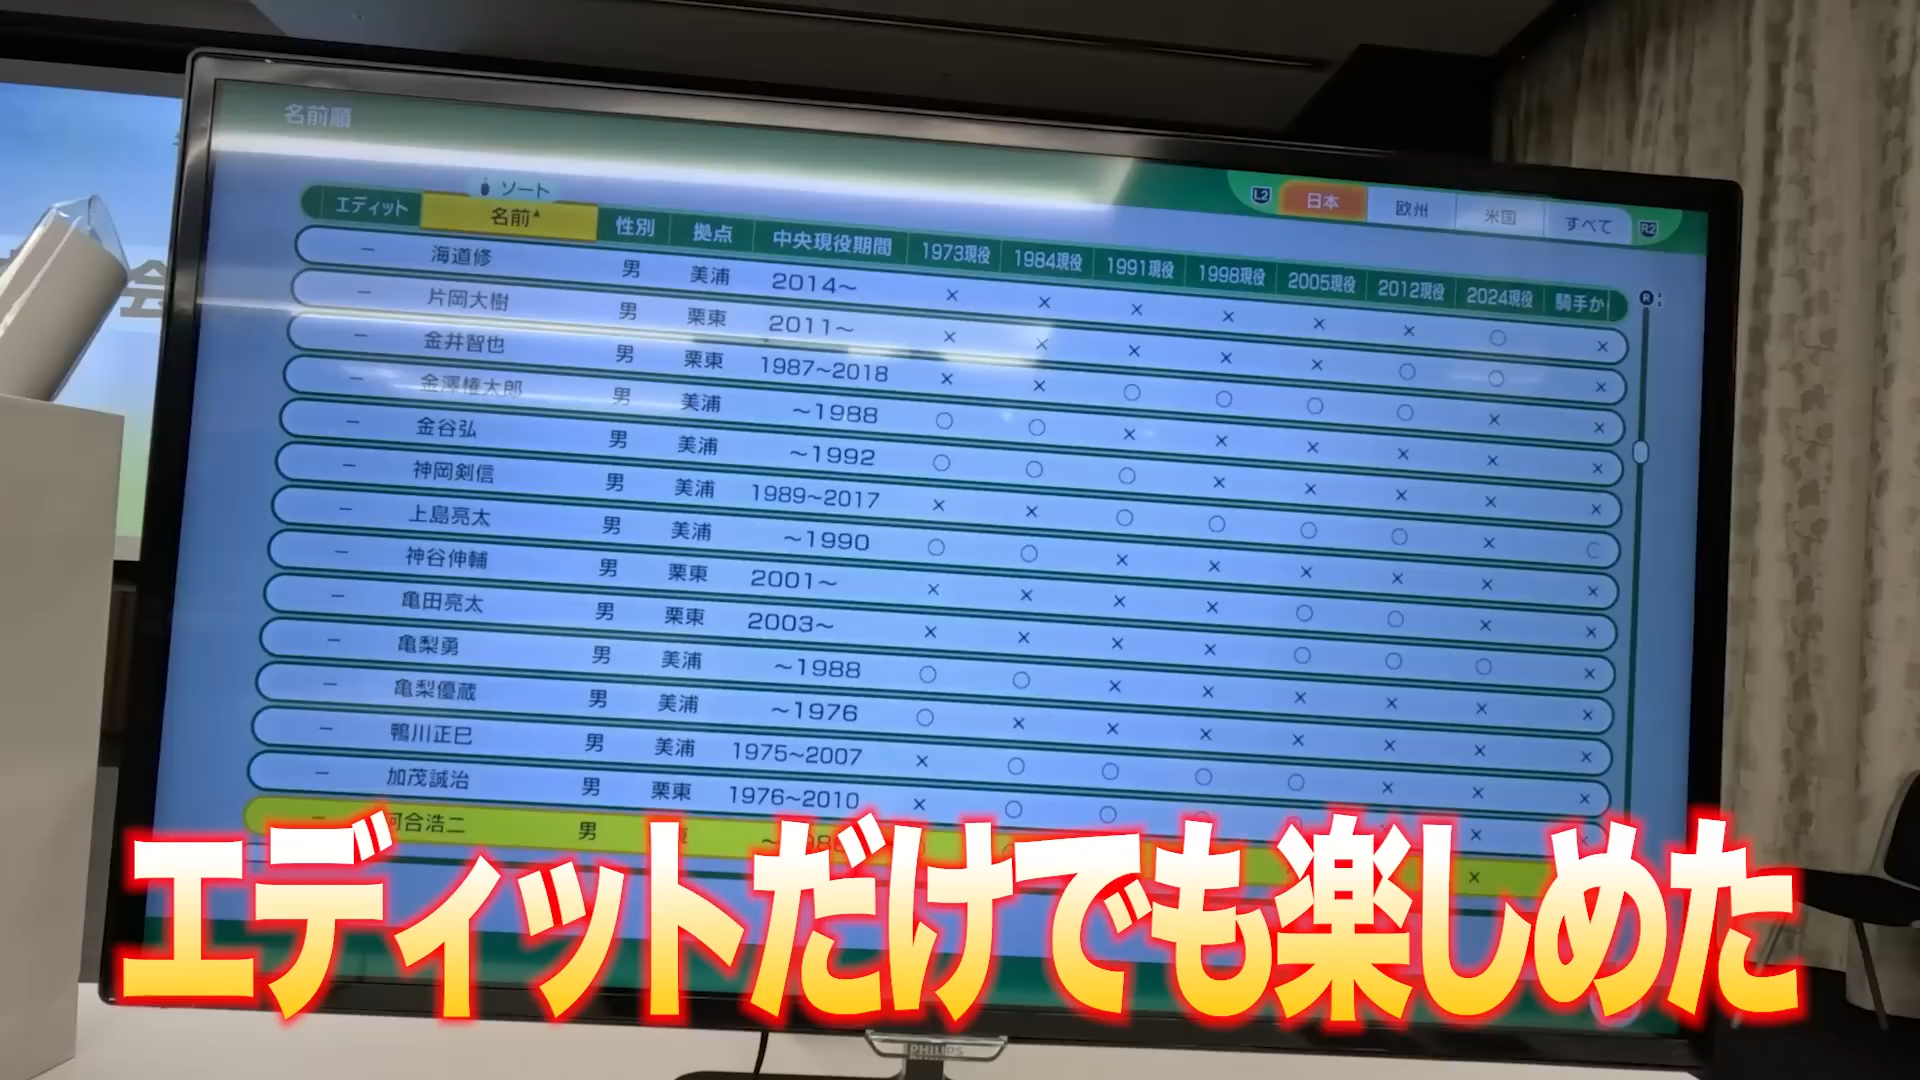 名前順
ソート
L2 日本 欧州 米国 すべて R2
エディット 名前▲ 性別 拠点 中央現役期間 1973現役 1984現役 1991現役 1998現役 2005現役 2012現役 2024現役 騎手か
R
- 海道修 男 美浦 2014~ × × × × × × ○ ×
- 片岡大樹 男 栗東 2011~ × × × × × ○ ○ ×
- 金井智也 男 栗東 1987~2018 × × ○ ○ ○ ○ × ×
- 金澤権太郎 男 美浦 ~1988 ○ ○ × × × × × ×
- 金谷弘 男 美浦 ~1992 ○ ○ ○ × × × × ×
- 神岡剣信 男 美浦 1989~2017 × × ○ ○ ○ ○ × ○
- 上島亮太 男 美浦 ~1990 ○ ○ × × × × × ×
- 神谷伸輔 男 栗東 2001~ × × × × ○ ○ × ×
- 亀田亮太 男 栗東 2003~ × × × × ○ ○ ○ ×
- 亀梨勇 男 美浦 ~1988 ○ ○ × × × × × ×
- 亀梨優蔵 男 美浦 ~1976 ○ × × × × × × ×
- 鴨川正巳 男 美浦 1975~2007 × ○ ○ ○ ○ × × ×
- 加茂誠治 男 栗東 1976~2010 × ○ ○ × ×
- 河合浩二 男 ×
エディットだけでも楽しめた
PHILIPS
会